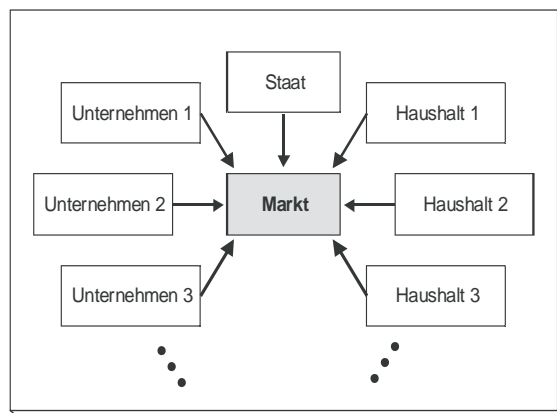 Staat
Unternehmen 1
Haushalt 1
Unternehmen 2
Markt
Haushalt 2
Unternehmen 3
Haushalt 3